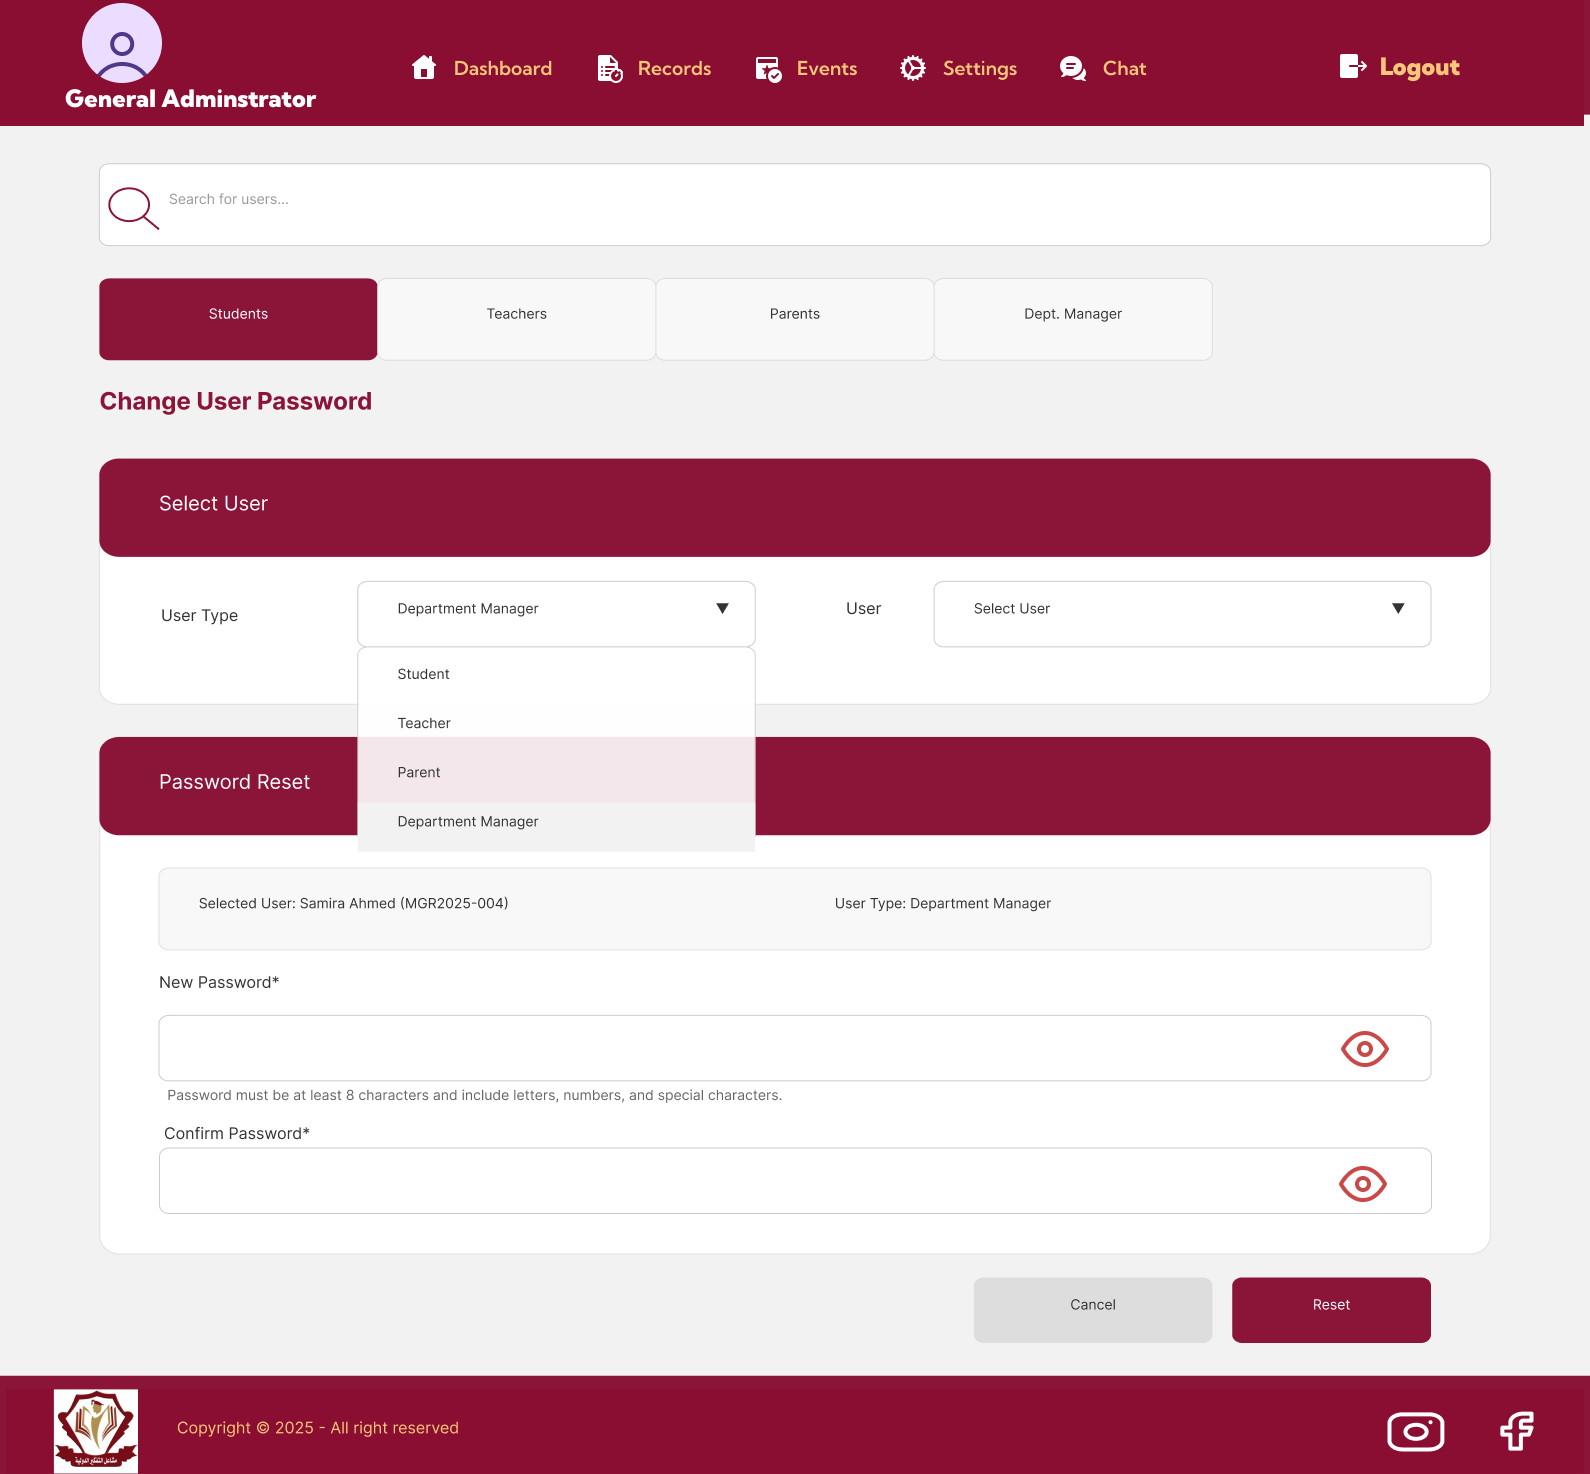 General Adminstrator
Dashboard
Records
Events
Settings
Chat
Logout
Search for users...
Students
Teachers
Parents
Dept. Manager
Change User Password
Select User
User Type
Department Manager
▼
User
Select User
▼
Student
Teacher
Parent
Department Manager
Password Reset
Selected User: Samira Ahmed (MGR2025-004)
User Type: Department Manager
New Password*
Password must be at least 8 characters and include letters, numbers, and special characters.
Confirm Password*
Cancel
Reset
مشاعل التفكير الدولية
Copyright © 2025 - All right reserved